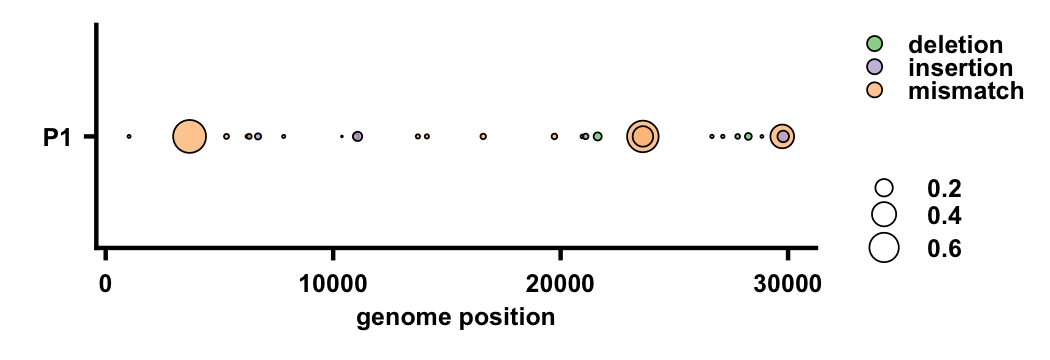 deletion
insertion
mismatch
P1
0.2
0.4
0.6
0 10000 20000 30000
genome position